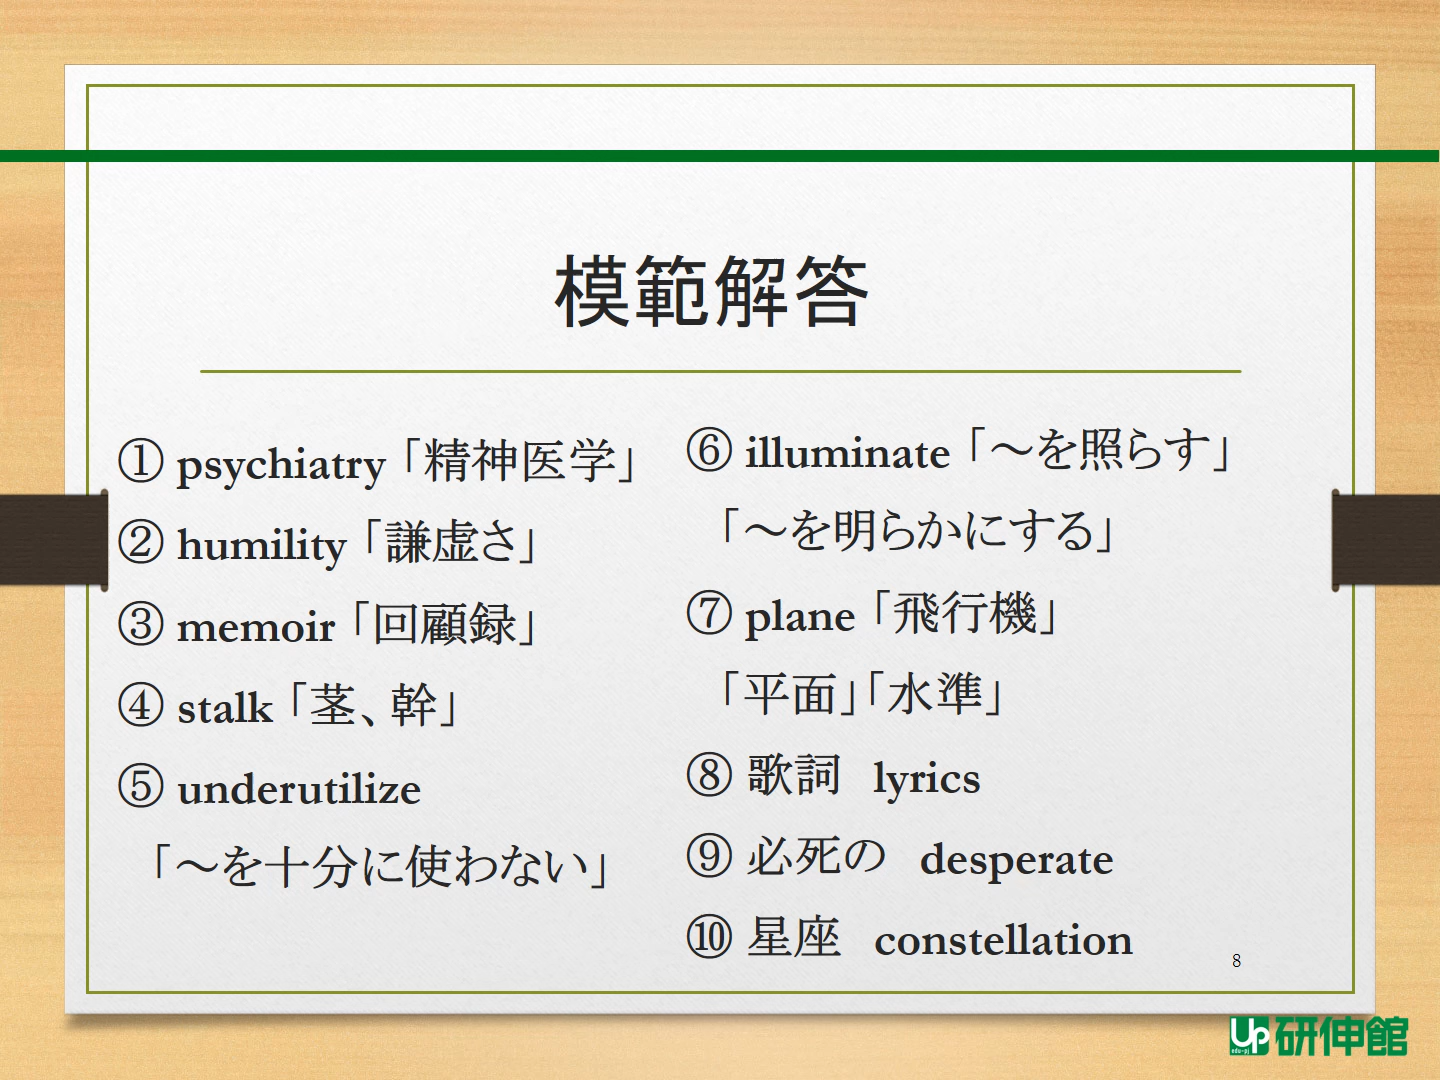 模範解答
① psychiatry「精神医学」
② humility「謙虚さ」
③ memoir「回顧録」
④ stalk「茎、幹」
⑤ underutilize
「～を十分に使わない」
⑥ illuminate「～を照らす」
「～を明らかにする」
⑦ plane「飛行機」
「平面」「水準」
⑧ 歌詞 lyrics
⑨ 必死の desperate
⑩ 星座 constellation
8
Up 研伸館
edu-pj